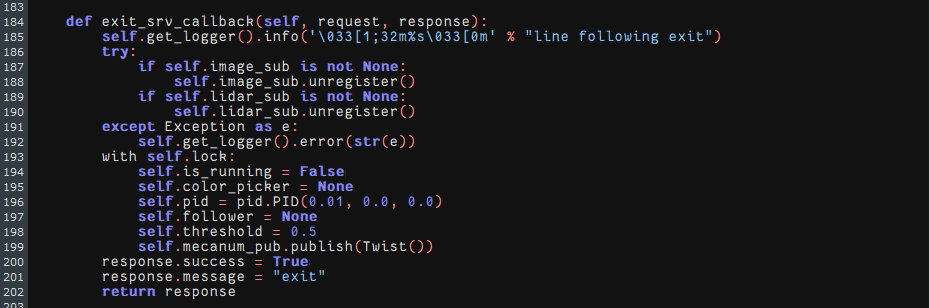 183
184 def exit_srv_callback(self, request, response):
185 self.get_logger().info('\033[1;32m%s\033[0m' % "line following exit")
186 try:
187 if self.image_sub is not None:
188 self.image_sub.unregister()
189 if self.lidar_sub is not None:
190 self.lidar_sub.unregister()
191 except Exception as e:
192 self.get_logger().error(str(e))
193 with self.lock:
194 self.is_running = False
195 self.color_picker = None
196 self.pid = pid.PID(0.01, 0.0, 0.0)
197 self.follower = None
198 self.threshold = 0.5
199 self.mecanum_pub.publish(Twist())
200 response.success = True
201 response.message = "exit"
202 return response
203